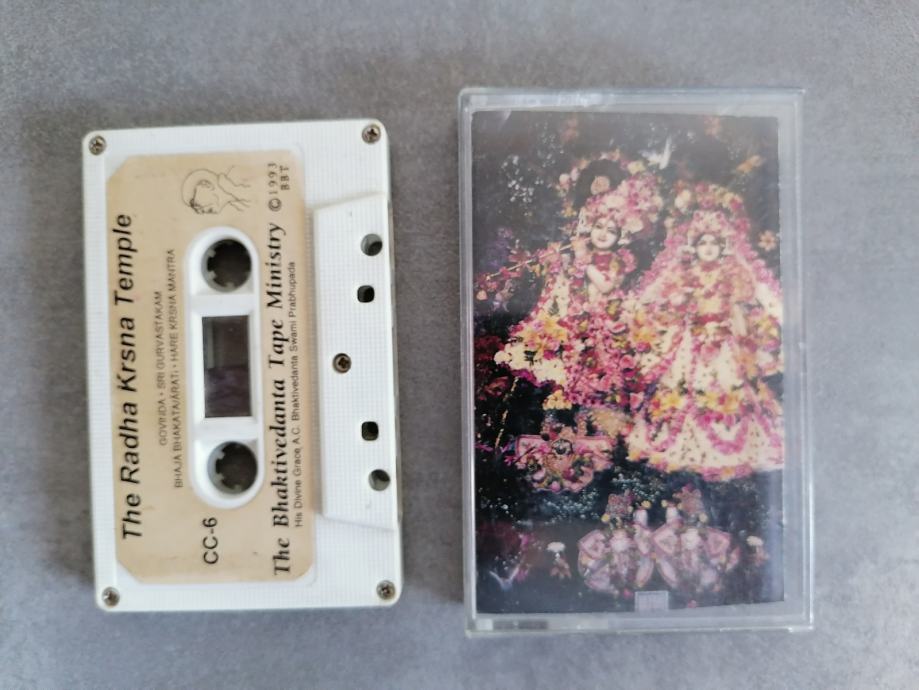 The Radha Krsna Temple
GOVINDA • SRI GURVASTAKAM
BHAJA BHAKATA/ARATI • HARE KRSNA MANTRA
CC-6
The Bhaktivedanta Tape Ministry
His Divine Grace A.C. Bhaktivedanta Swami Prabhupada
©1993
BBT